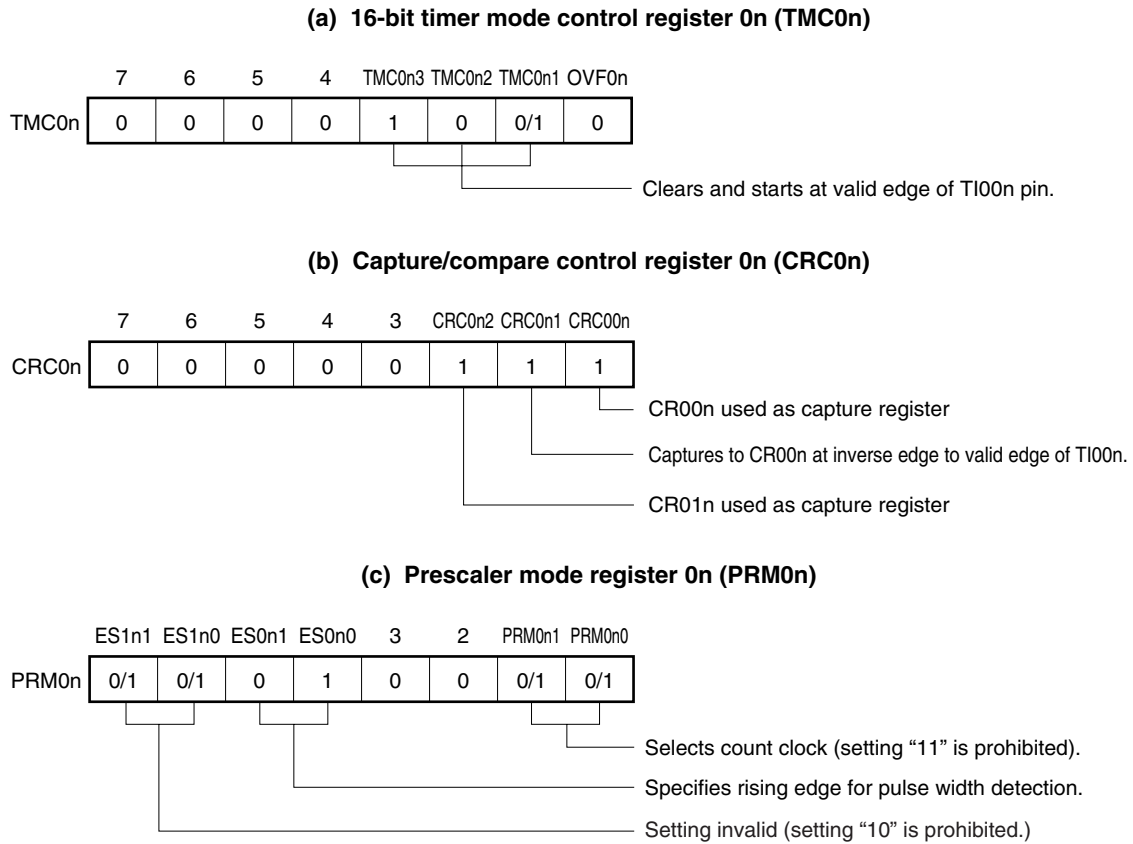 (a) 16-bit timer mode control register 0n (TMC0n)
7 6 5 4 TMC0n3 TMC0n2 TMC0n1 OVF0n
TMC0n 0 0 0 0 1 0 0/1 0
Clears and starts at valid edge of TI00n pin.
(b) Capture/compare control register 0n (CRC0n)
7 6 5 4 3 CRC0n2 CRC0n1 CRC00n
CRC0n 0 0 0 0 0 1 1 1
CR00n used as capture register
Captures to CR00n at inverse edge to valid edge of TI00n.
CR01n used as capture register
(c) Prescaler mode register 0n (PRM0n)
ES1n1 ES1n0 ES0n1 ES0n0 3 2 PRM0n1 PRM0n0
PRM0n 0/1 0/1 0 1 0 0 0/1 0/1
Selects count clock (setting “11” is prohibited).
Specifies rising edge for pulse width detection.
Setting invalid (setting “10” is prohibited.)